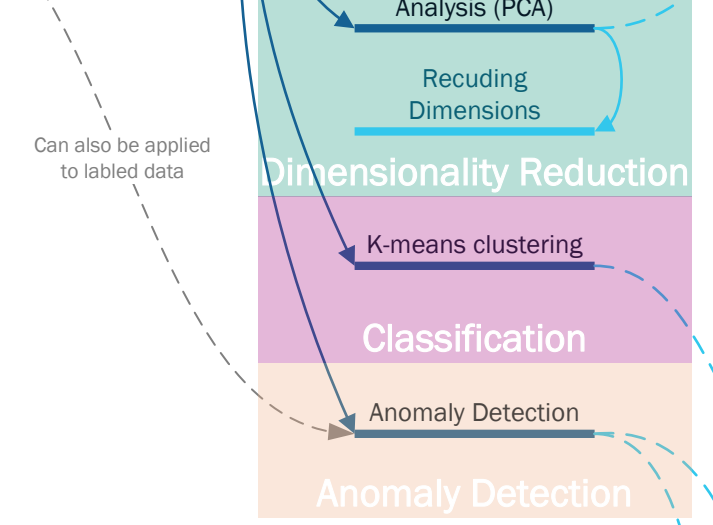 Analysis (PCA)
Recuding
Dimensions
Can also be applied
to labled data
Dimensionality Reduction
K-means clustering
Classification
Anomaly Detection
Anomaly Detection